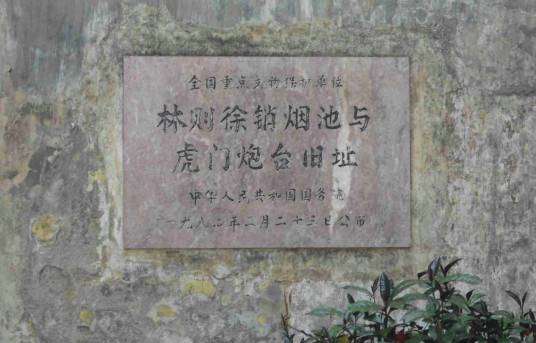 全国重点文物保护单位
林则徐销烟池与
虎门炮台旧址
中华人民共和国国务院
一九八二年二月二十三日公布